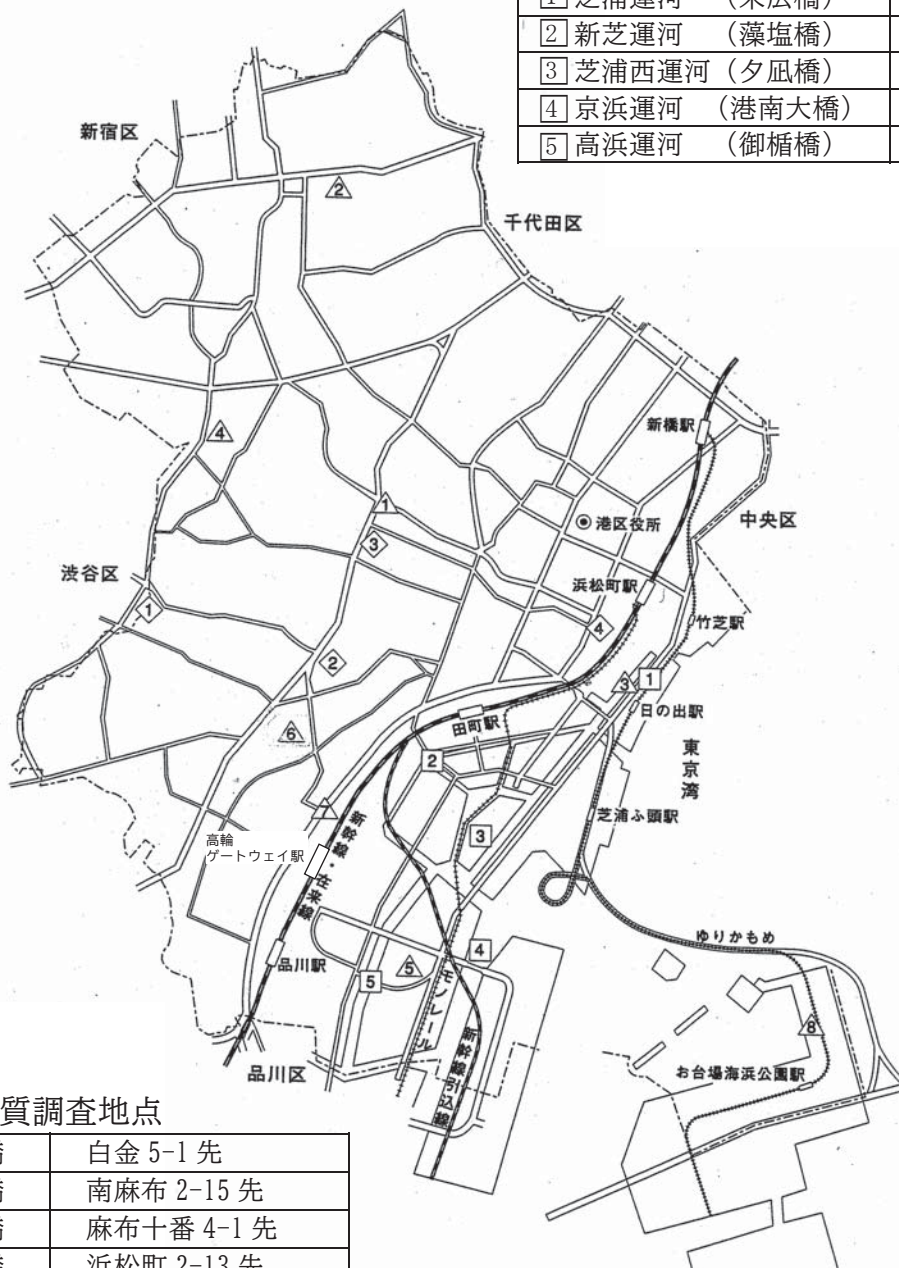 2 新芝運河 （藻塩橋）
3 芝浦西運河 （夕凪橋）
4 京浜運河 （港南大橋）
5 高浜運河 （御楯橋）
新宿区
2
千代田区
新橋駅
4
1
港区役所
中央区
3
渋谷区
浜松町駅
1
竹芝駅
4
2
3
1
日の出駅
田町駅
6
東京湾
2
7
芝浦ふ頭駅
新幹線・在来線
3
高輪
ゲートウェイ駅
ゆりかもめ
4
品川駅
5
5
モノレール
新幹線引込線
8
お台場海浜公園駅
品川区
質調査地点
橋 白金 5-1 先
橋 南麻布 2-15 先
橋 麻布十番 4-1 先
浜松町 2-13 先